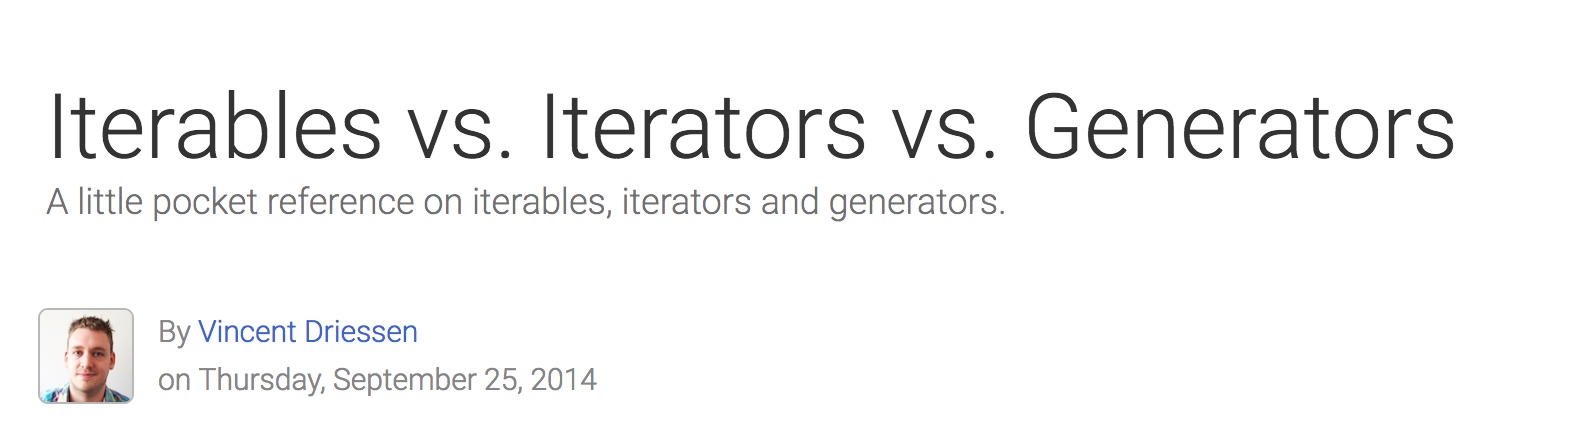 Iterables vs. Iterators vs. Generators
A little pocket reference on iterables, iterators and generators.
By Vincent Driessen
on Thursday, September 25, 2014